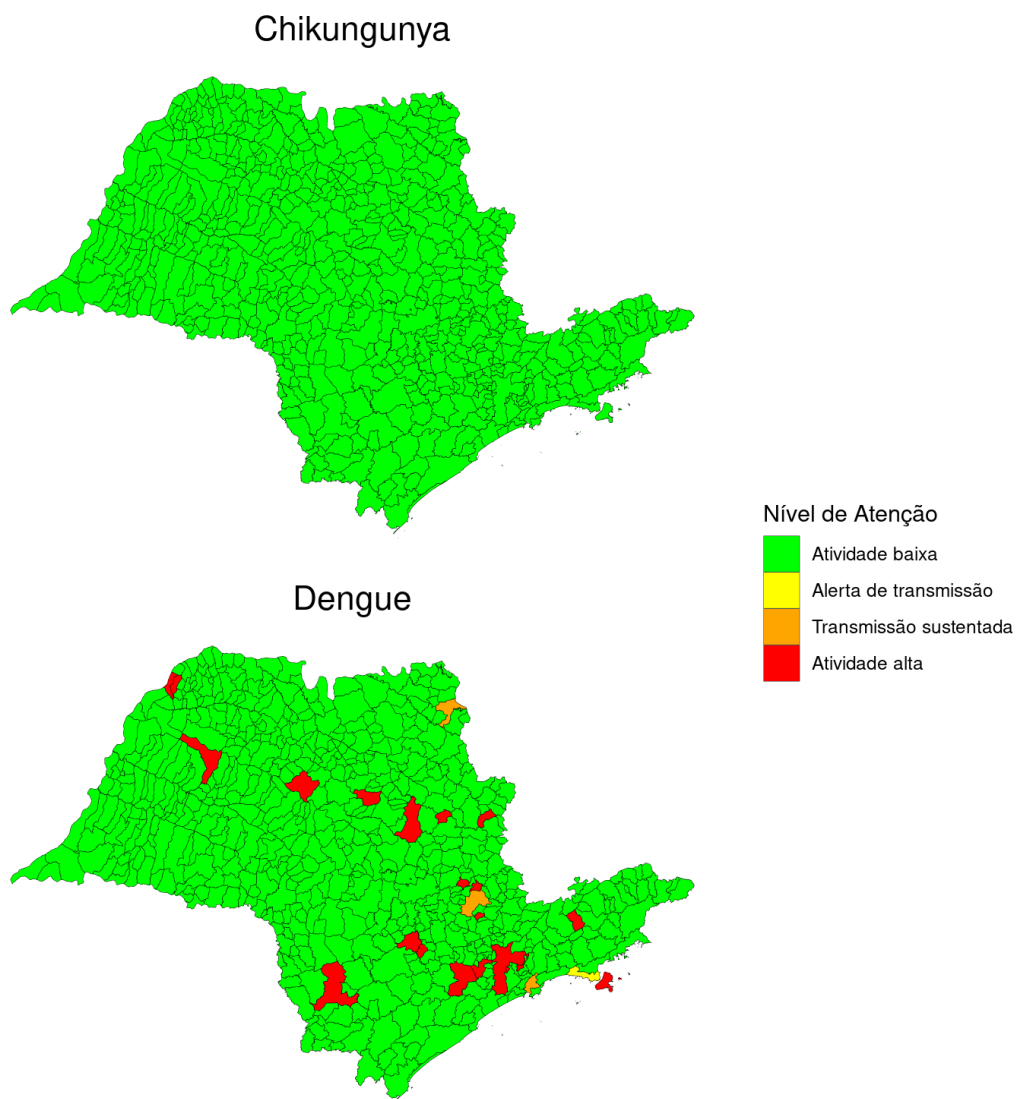 Chikungunya
Nível de Atenção
Atividade baixa
Alerta de transmissão
Transmissão sustentada
Atividade alta
Dengue